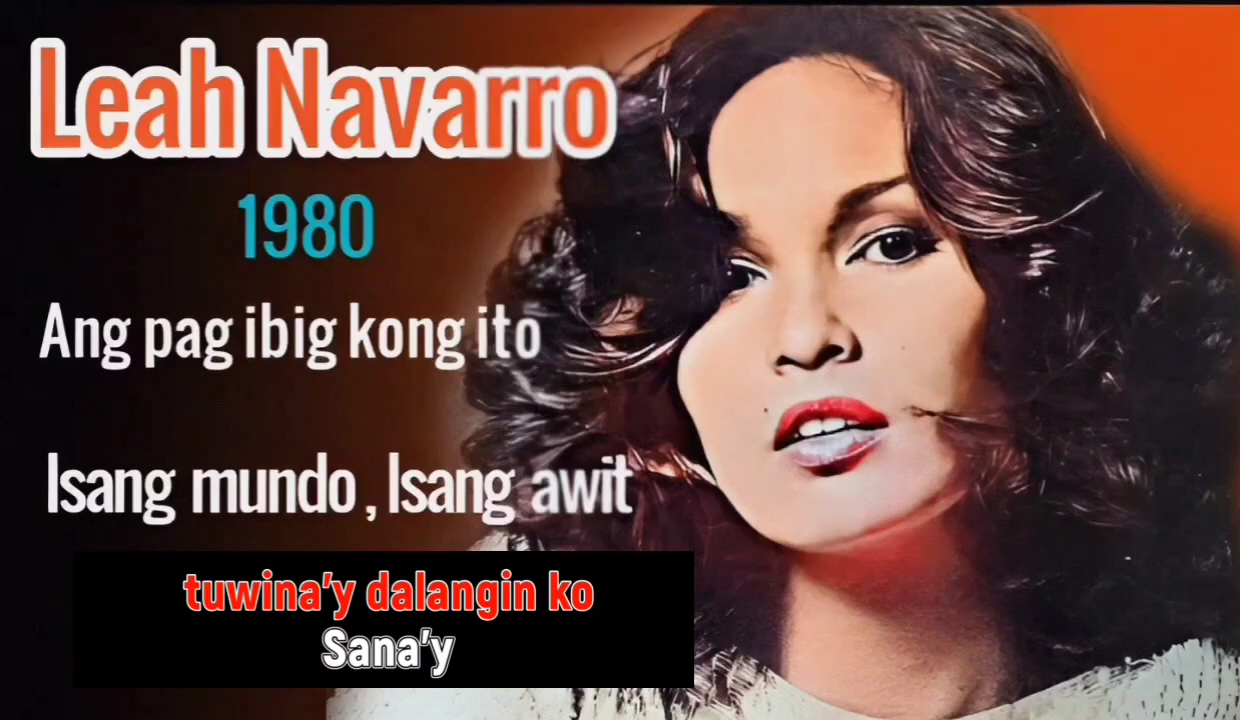 Leah Navarro
1980
Ang pag ibig kong ito
Isang mundo , Isang awit
tuwina'y dalangin ko
Sana'y